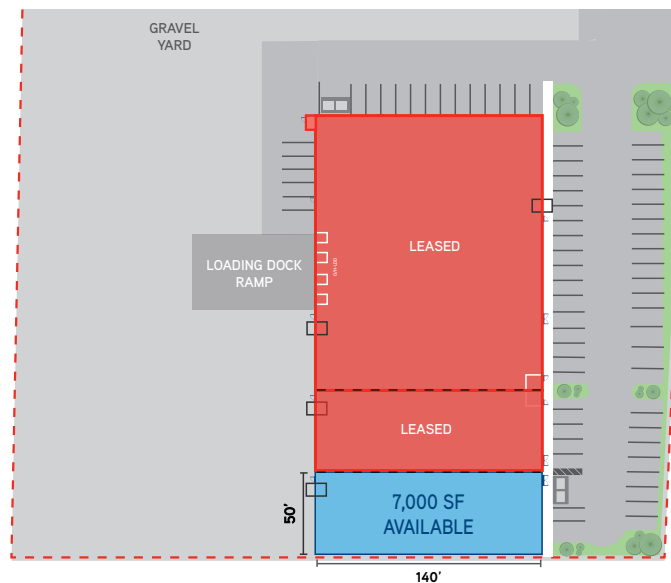 GRAVEL
YARD
LEASED
LOADING DOCK
RAMP
LEASED
7,000 SF
AVAILABLE
50'
140'